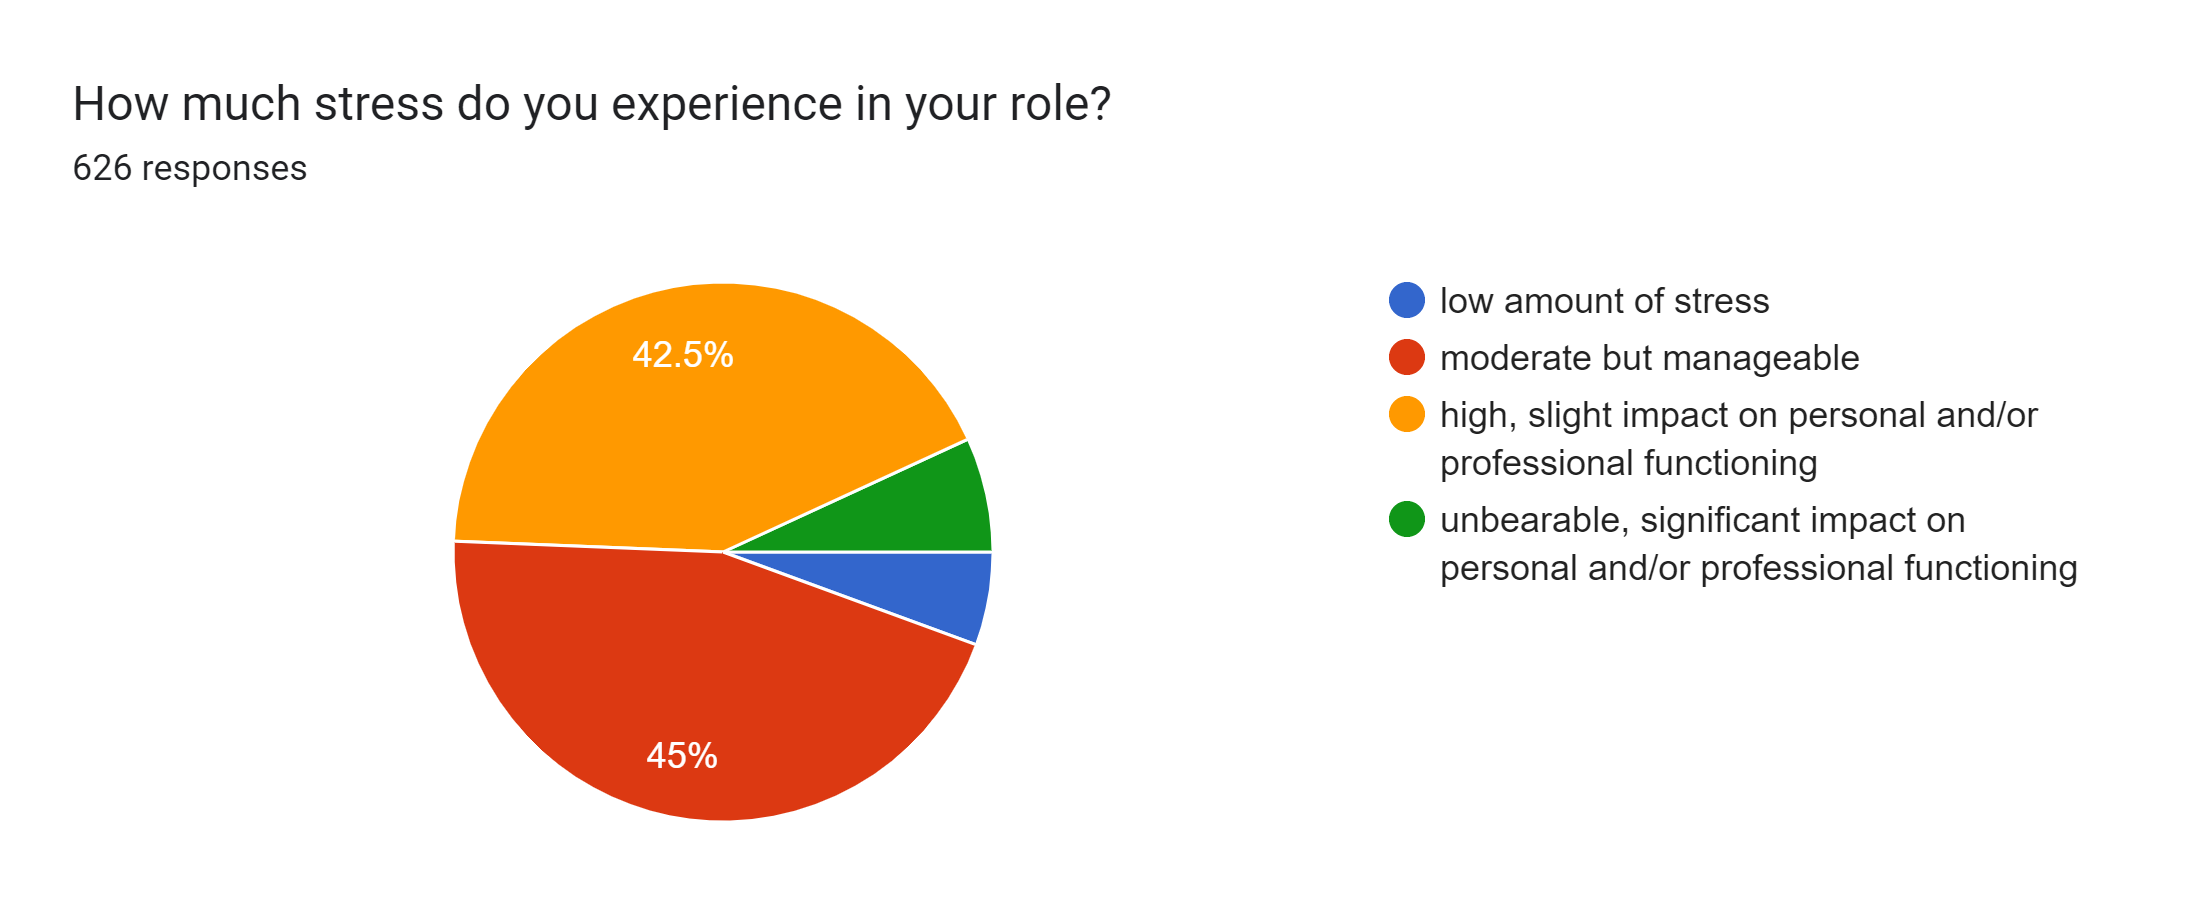 How much stress do you experience in your role?
626 responses
42.5%
45%
low amount of stress
moderate but manageable
high, slight impact on personal and/or
professional functioning
unbearable, significant impact on
personal and/or professional functioning